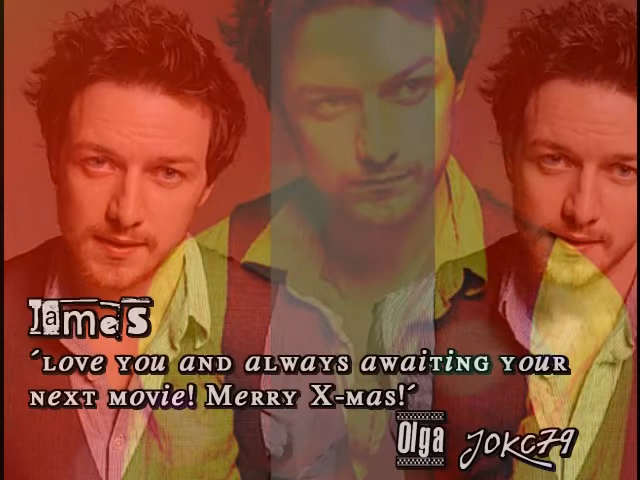 James
´Love you and always awaiting your
next movie! Merry X-mas!´
Olga JOKC79